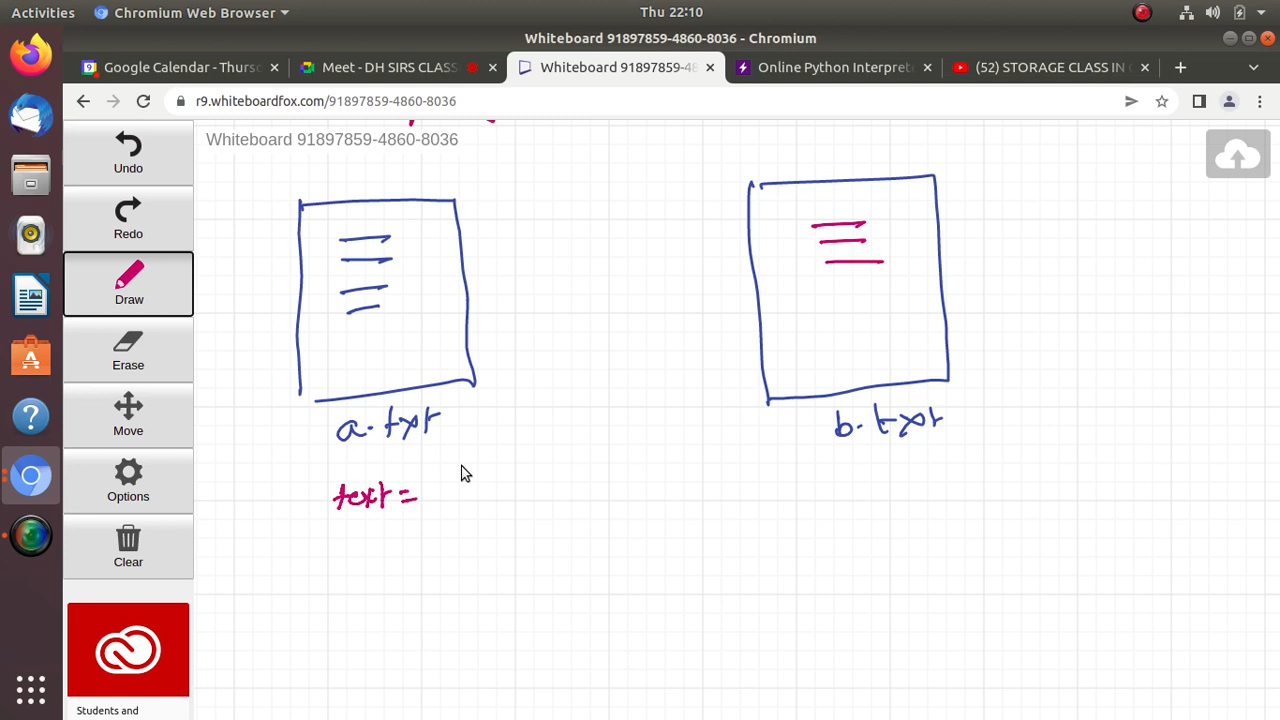 Activities
Chromium Web Browser
Thu 22:10
Whiteboard 91897859-4860-8036 - Chromium
Google Calendar - Thurs
Meet - DH SIRS CLASS
Whiteboard 91897859-48
Online Python Interpret
(52) STORAGE CLASS IN
r9.whiteboardfox.com/91897859-4860-8036
Whiteboard 91897859-4860-8036
Undo
Redo
Draw
Erase
Move
Options
Clear
Students and
a.txt
b.txt
text=